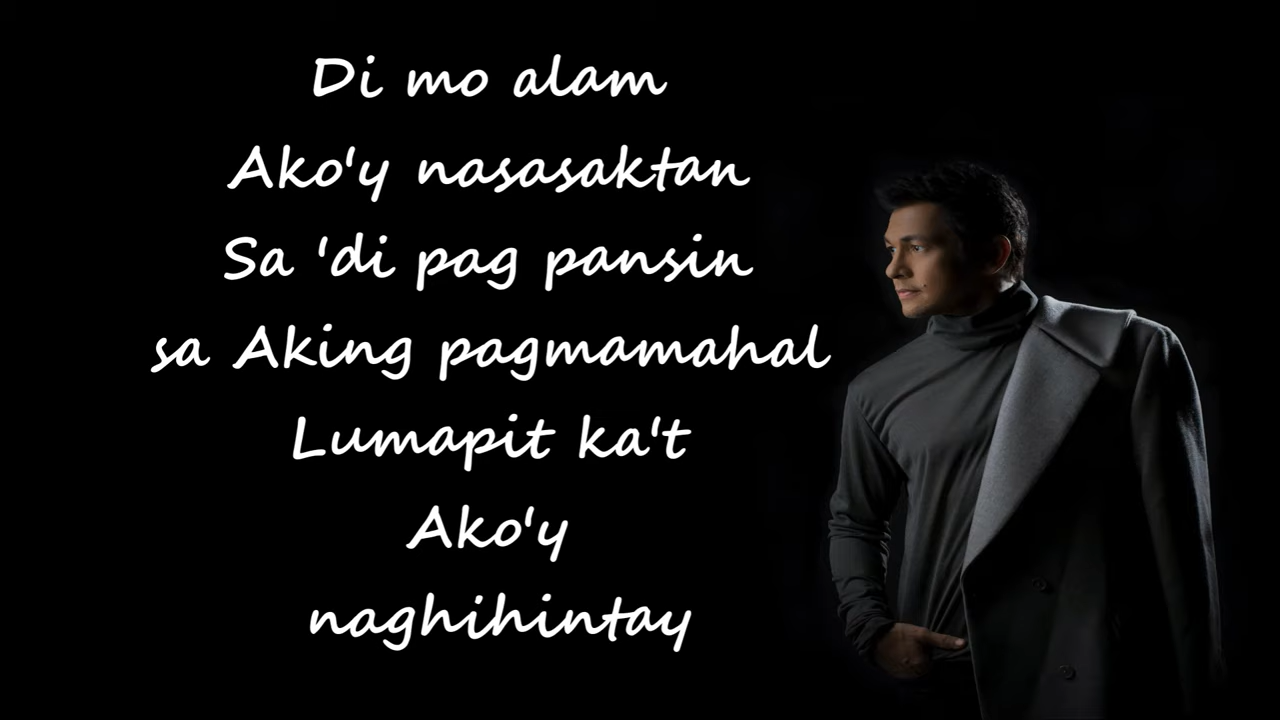 Di mo alam
Ako'y nasasaktan
Sa 'di pag pansin
sa Aking pagmamahal
Lumapit ka't
Ako'y
naghihintay